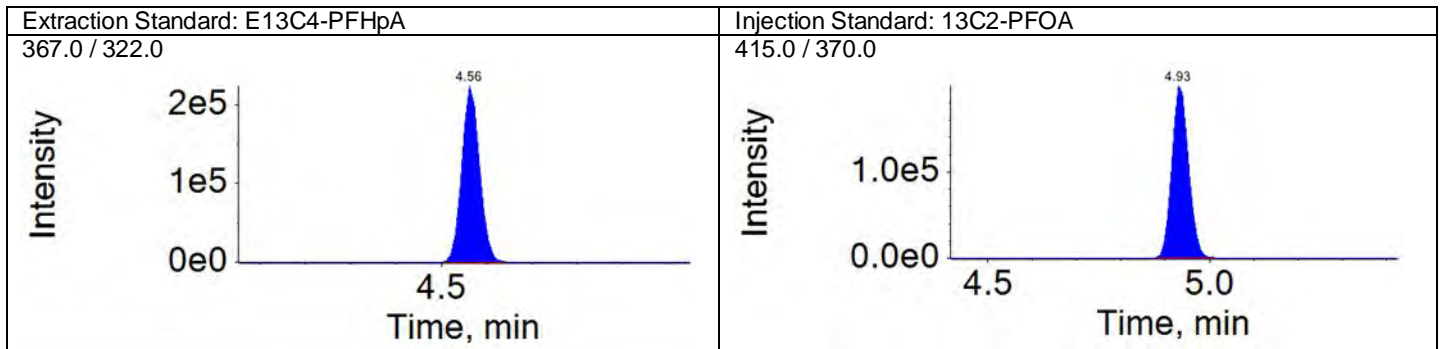 Extraction Standard: E13C4-PFHpA
367.0 / 322.0
4.56
Intensity
2e5
1e5
0e0
4.5
Time, min
Injection Standard: 13C2-PFOA
415.0 / 370.0
4.93
Intensity
1.0e5
0.0e0
4.5 5.0
Time, min